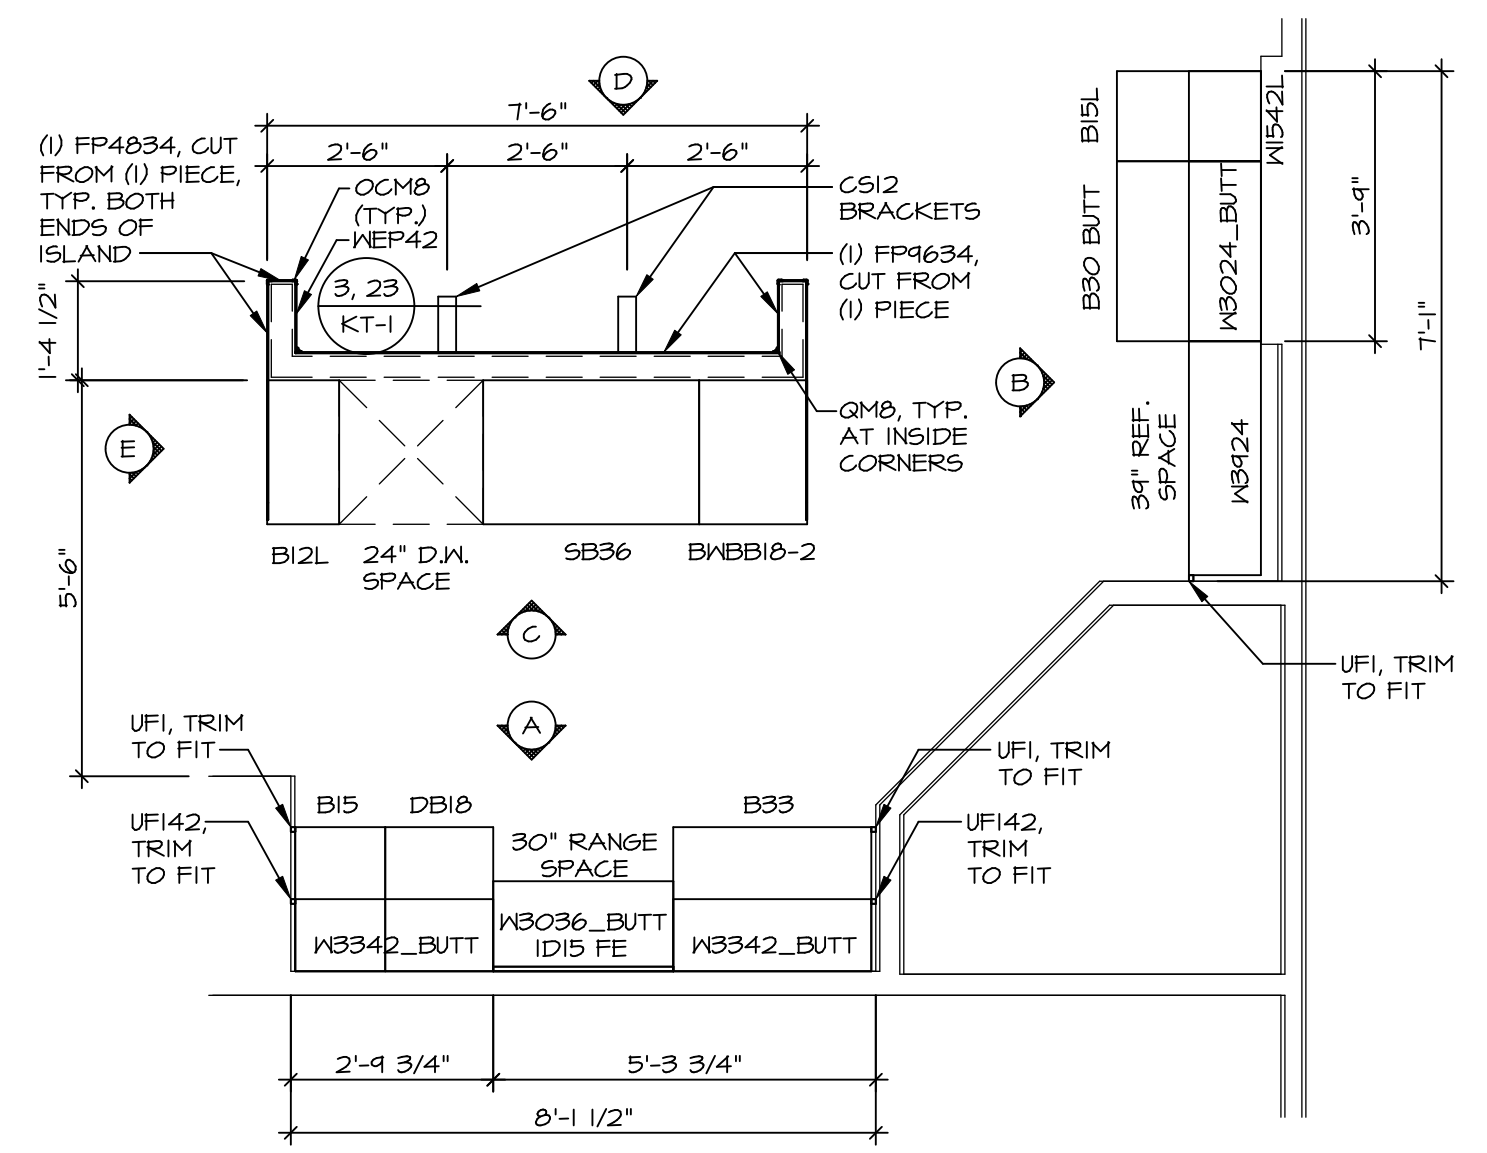 D
7'-6"
2'-6"
2'-6"
2'-6"
(1) FP4834, CUT
FROM (1) PIECE,
TYP. BOTH
ENDS OF
ISLAND
OCM8
(TYP.)
WEP42
CS12
BRACKETS
(1) FP9634,
CUT FROM
(1) PIECE
3, 23
KT-1
1'-4 1/2"
5'-6"
E
B
QM8, TYP.
AT INSIDE
CORNERS
B12L
24" D.W.
SPACE
SB36
BWBB18-2
B15L
W1542L
B30 BUTT
W3024_BUTT
3'-9"
7'-1"
39" REF.
SPACE
W3924
UF1, TRIM
TO FIT
C
A
UF1, TRIM
TO FIT
UF142,
TRIM
TO FIT
B15
DB18
B33
30" RANGE
SPACE
UF1, TRIM
TO FIT
UF142,
TRIM
TO FIT
W3342_BUTT
W3036_BUTT
1D15 FE
W3342_BUTT
2'-9 3/4"
5'-3 3/4"
8'-1 1/2"